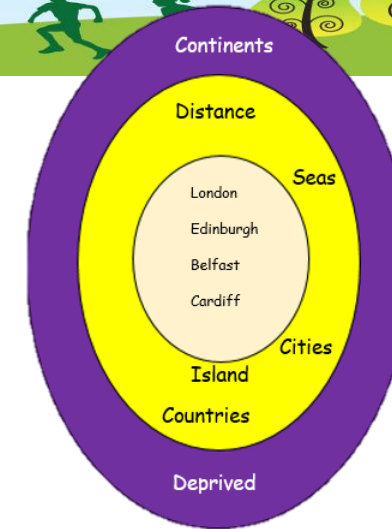 Continents
Distance
Seas
London
Edinburgh
Belfast
Cardiff
Cities
Island
Countries
Deprived